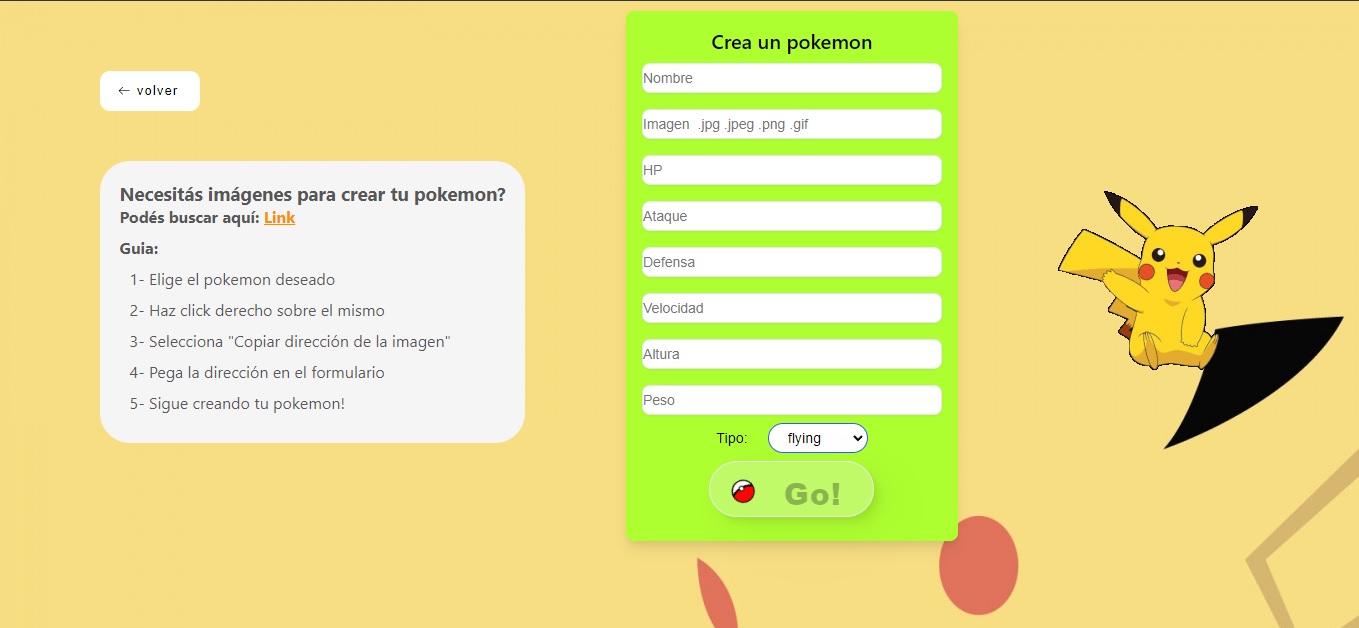 ← volver
Necesitás imágenes para crear tu pokemon?
Podés buscar aquí: Link
Guia:
1- Elige el pokemon deseado
2- Haz click derecho sobre el mismo
3- Selecciona "Copiar dirección de la imagen"
4- Pega la dirección en el formulario
5- Sigue creando tu pokemon!
Crea un pokemon
Nombre
Imagen .jpg .jpeg .png .gif
HP
Ataque
Defensa
Velocidad
Altura
Peso
Tipo: flying
Go!